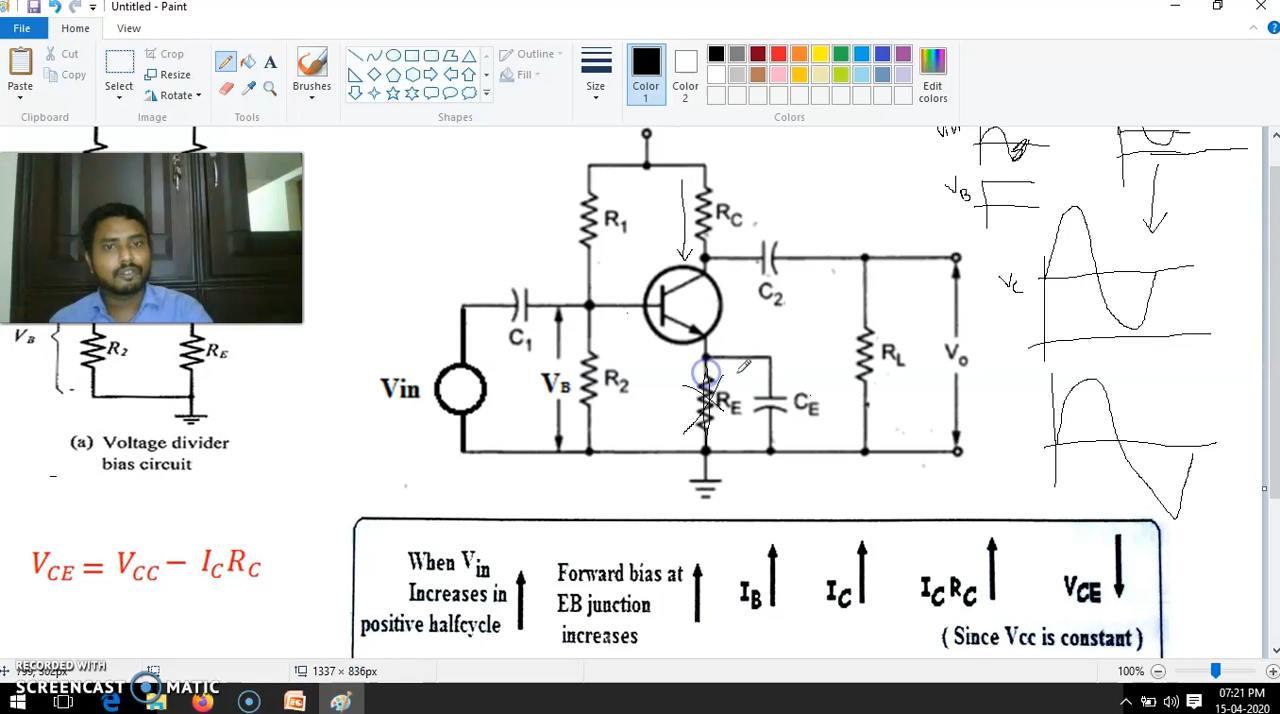 Untitled - Paint
File
Home
View
Paste
Cut
Copy
Clipboard
Select
Crop
Resize
Rotate
Image
A
Tools
Brushes
Outline
Fill
Shapes
Size
Color
1
Color
2
Edit
colors
Colors
R1
RC
C2
C1
Vin
VB
R2
RE
CE
RL
Vo
VB
VC
VB
R2
RE
(a) Voltage divider
bias circuit
VCE = VCC − ICRC
When Vin
Increases in
positive halfcycle
Forward bias at
EB junction
increases
IB
IC
ICRC
VCE
( Since Vcc is constant )
RECORDED WITH
SCREENCAST MATIC
1337 × 836px
100%
07:21 PM
15-04-2020